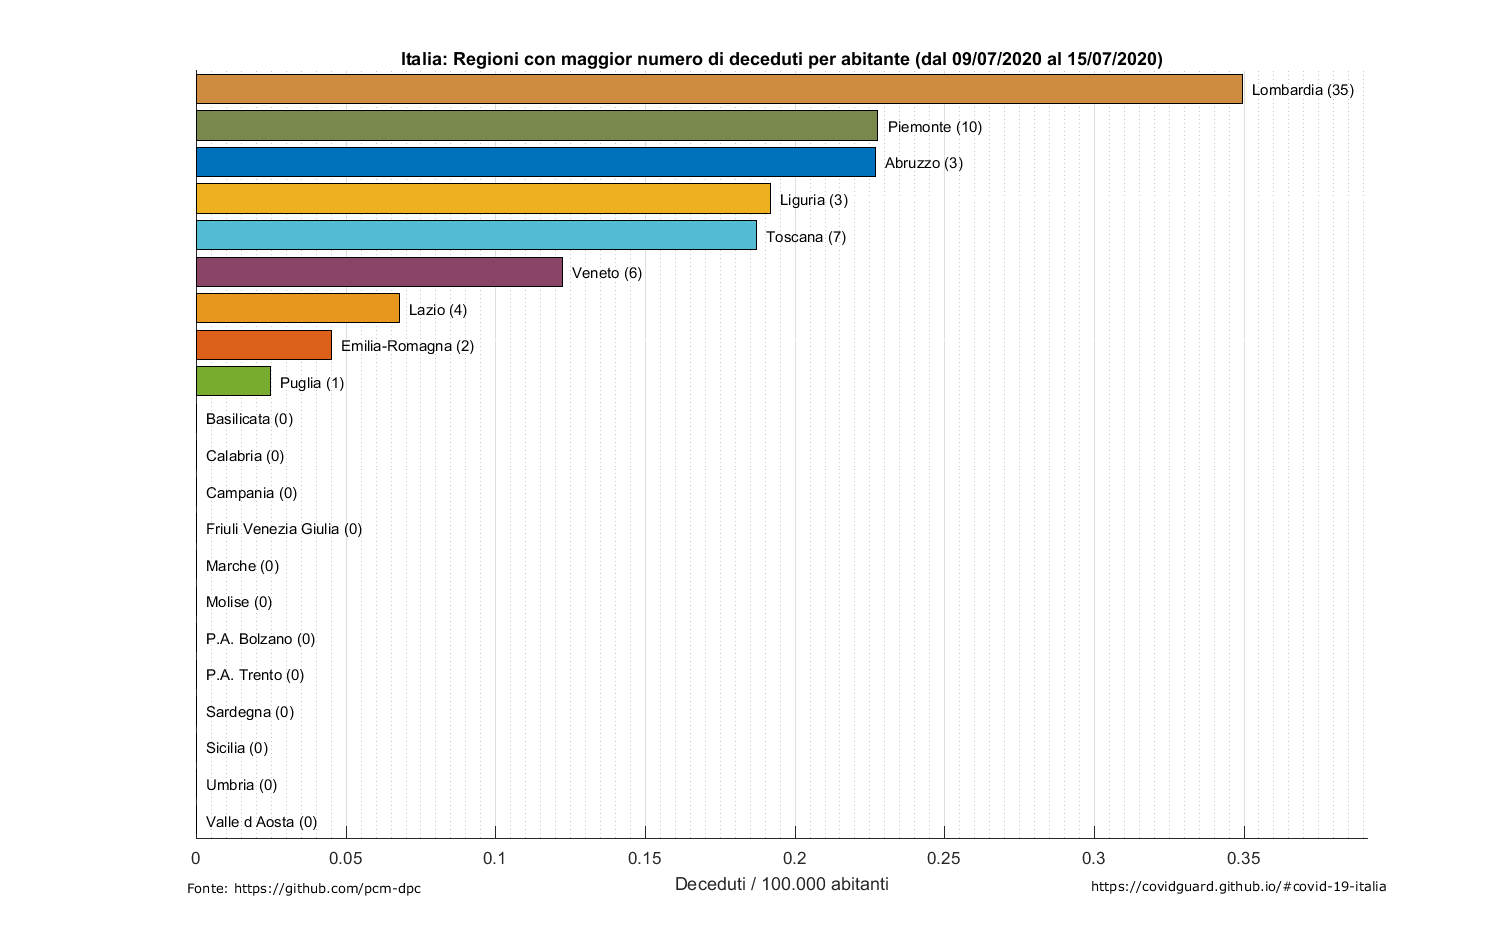 Italia: Regioni con maggior numero di deceduti per abitante (dal 09/07/2020 al 15/07/2020)
Lombardia (35)
Piemonte (10)
Abruzzo (3)
Liguria (3)
Toscana (7)
Veneto (6)
Lazio (4)
Emilia-Romagna (2)
Puglia (1)
Basilicata (0)
Calabria (0)
Campania (0)
Friuli Venezia Giulia (0)
Marche (0)
Molise (0)
P.A. Bolzano (0)
P.A. Trento (0)
Sardegna (0)
Sicilia (0)
Umbria (0)
Valle d Aosta (0)
0 0.05 0.1 0.15 0.2 0.25 0.3 0.35
Deceduti / 100.000 abitanti
Fonte: https://github.com/pcm-dpc
https://covidguard.github.io/#covid-19-italia